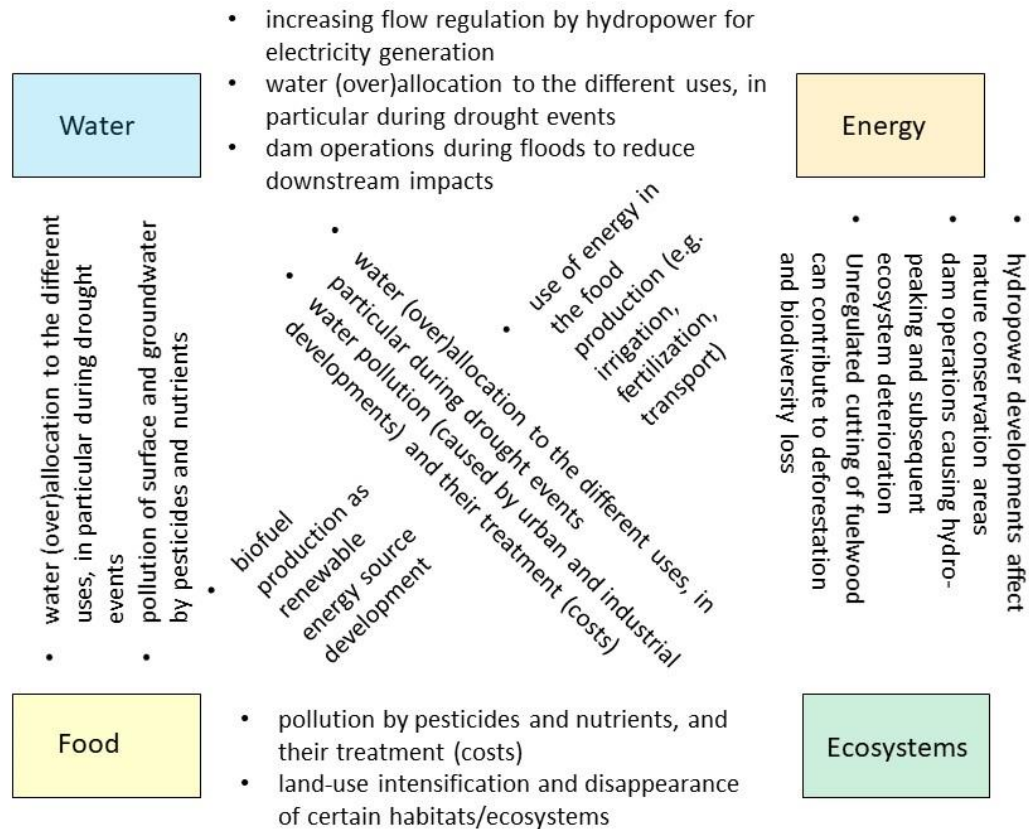 • increasing flow regulation by hydropower for
electricity generation
• water (over)allocation to the different uses, in
particular during drought events
• dam operations during floods to reduce
downstream impacts
Water
Energy
• water (over)allocation to the different
uses, in particular during drought
events
• pollution of surface and groundwater
by pesticides and nutrients
• water (over)allocation to the different uses, in
particular during drought events
• water pollution (caused by urban and industrial
developments) and their treatment (costs)
• use of energy in
the food
production (e.g.
irrigation,
fertilization,
transport)
• biofuel
production as
renewable
energy source
development
• hydropower developments affect
nature conservation areas
• dam operations causing hydro-
peaking and subsequent
ecosystem deterioration
• Unregulated cutting of fuelwood
can contribute to deforestation
and biodiversity loss
Food
Ecosystems
• pollution by pesticides and nutrients, and
their treatment (costs)
• land-use intensification and disappearance
of certain habitats/ecosystems